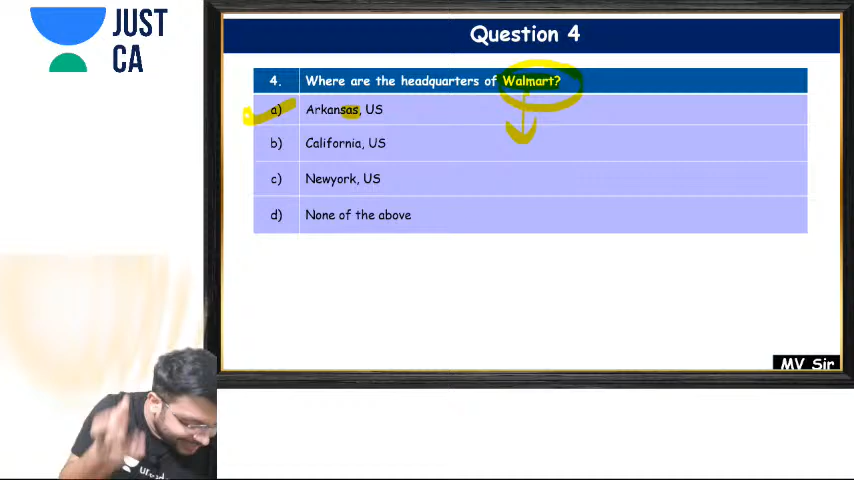 JUST
CA
Question 4
4. Where are the headquarters of Walmart?
a) Arkansas, US
b) California, US
c) Newyork, US
d) None of the above
MV Sir